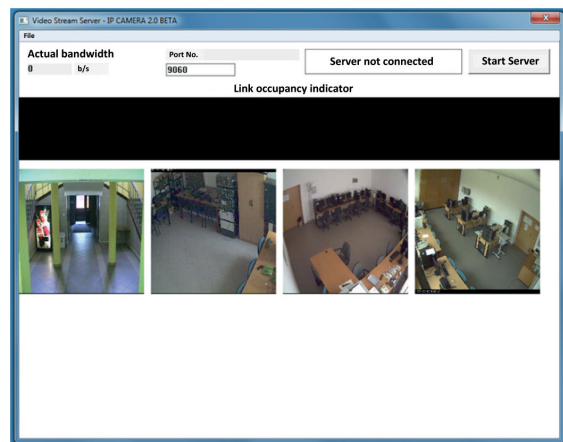 Video Stream Server - IP CAMERA 2.0 BETA
File
Actual bandwidth
0 b/s
Port No.
9060
Server not connected
Start Server
Link occupancy indicator